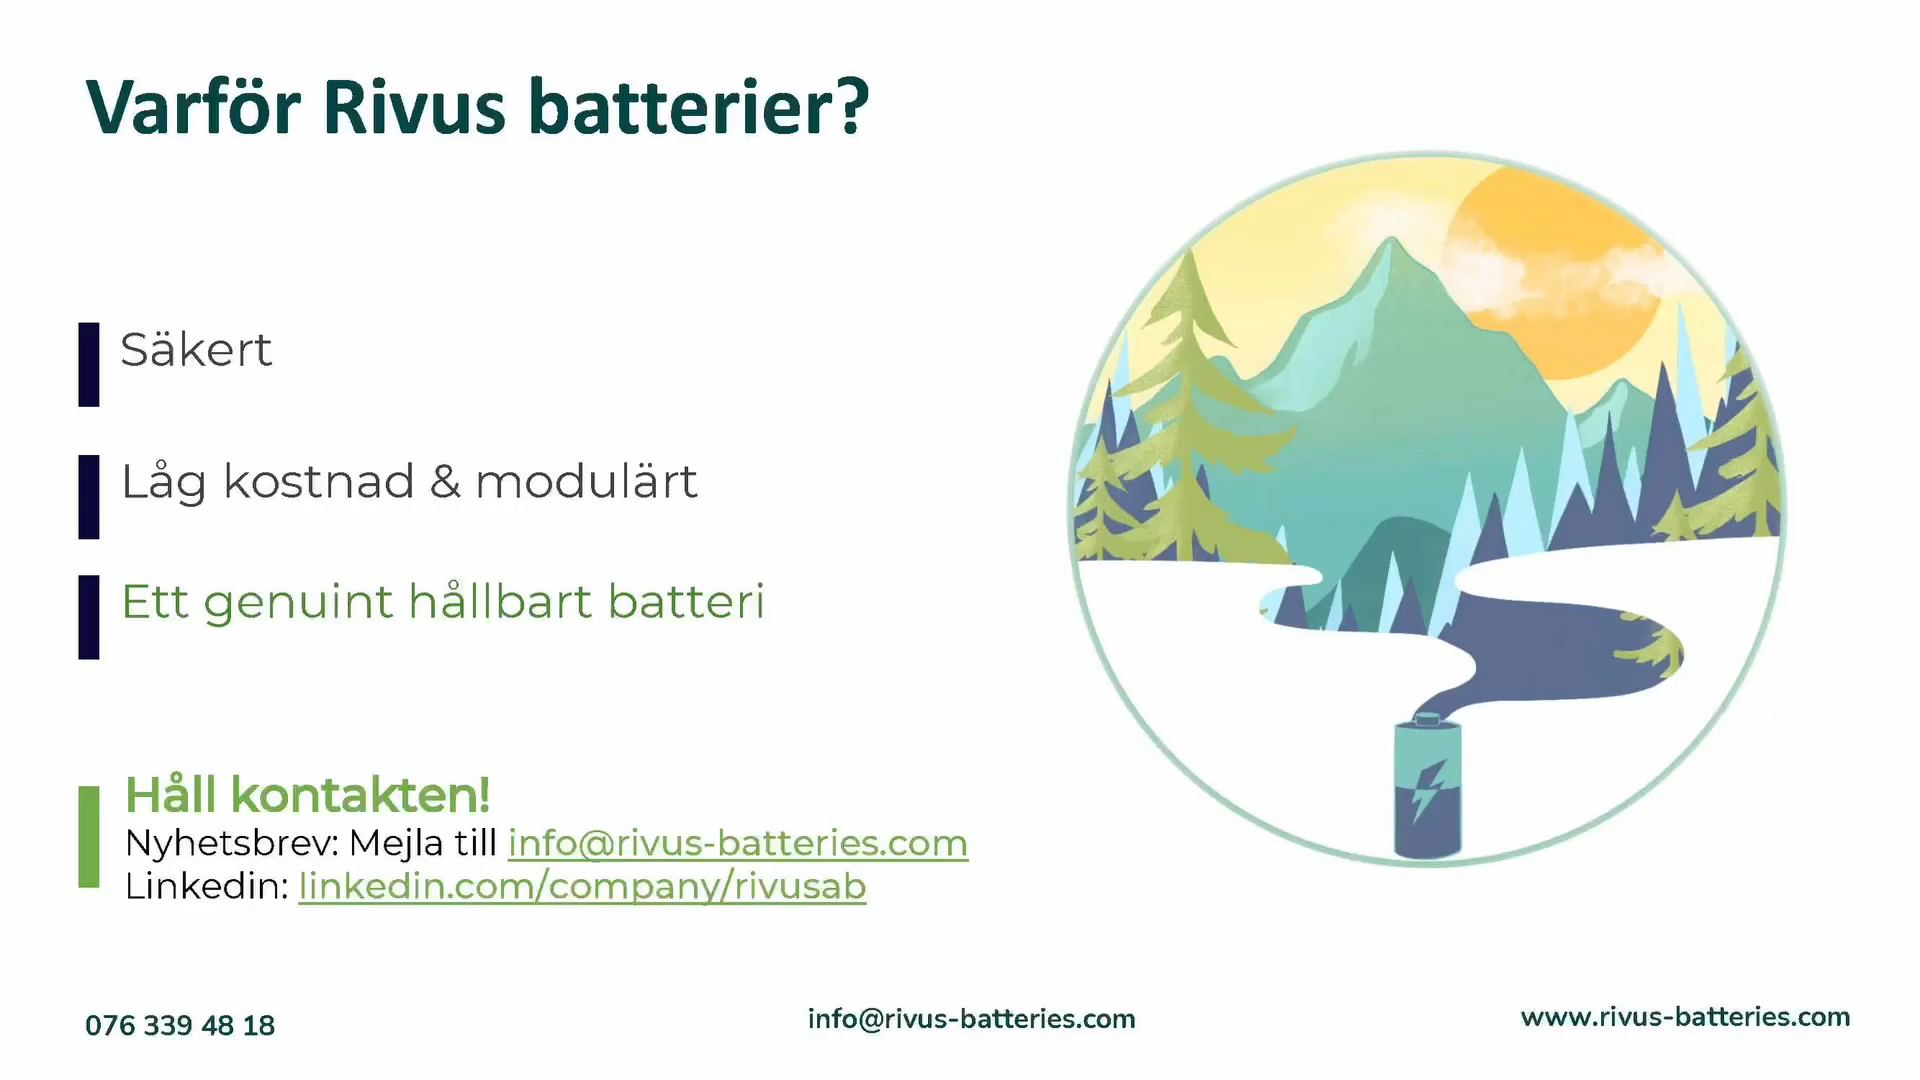 Varför Rivus batterier?
Säkert
Låg kostnad & modulärt
Ett genuint hållbart batteri
Håll kontakten!
Nyhetsbrev: Mejla till info@rivus-batteries.com
Linkedin: linkedin.com/company/rivusab
076 339 48 18
info@rivus-batteries.com
www.rivus-batteries.com